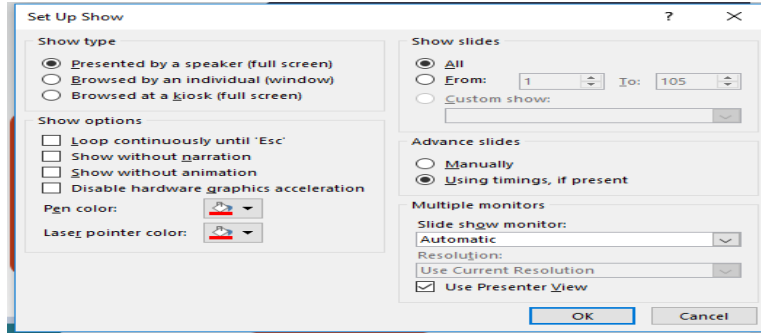 Set Up Show
Show type
Presented by a speaker (full screen)
Browsed by an individual (window)
Browsed at a kiosk (full screen)
Show options
Loop continuously until 'Esc'
Show without narration
Show without animation
Disable hardware graphics acceleration
Pen color:
Laser pointer color:
Show slides
All
From: 1 To: 105
Custom show:
Advance slides
Manually
Using timings, if present
Multiple monitors
Slide show monitor:
Automatic
Resolution:
Use Current Resolution
Use Presenter View
OK Cancel